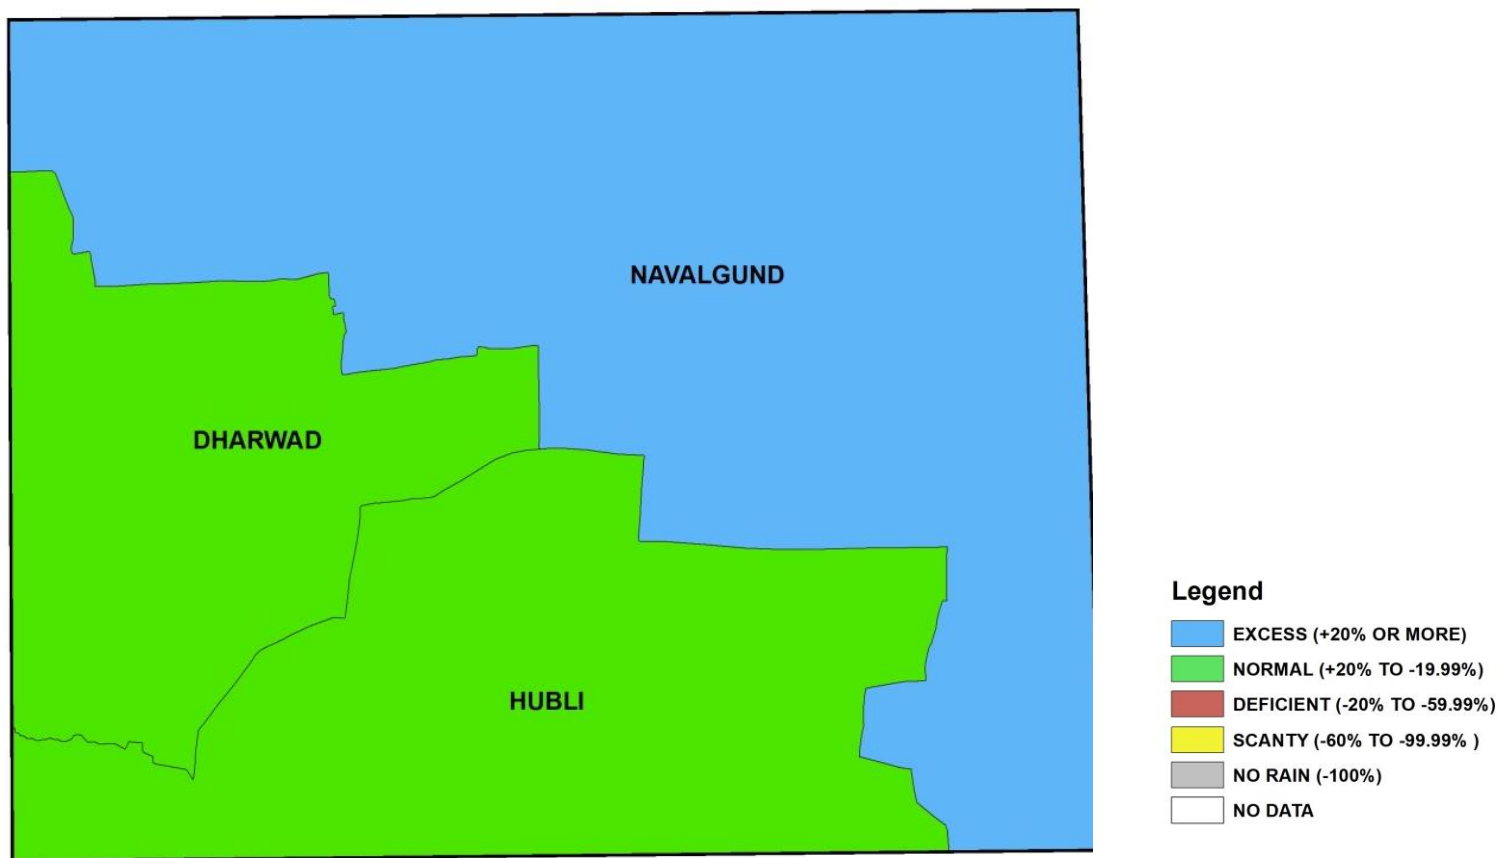 NAVALGUND
DHARWAD
HUBLI
Legend
EXCESS (+20% OR MORE)
NORMAL (+20% TO -19.99%)
DEFICIENT (-20% TO -59.99%)
SCANTY (-60% TO -99.99% )
NO RAIN (-100%)
NO DATA